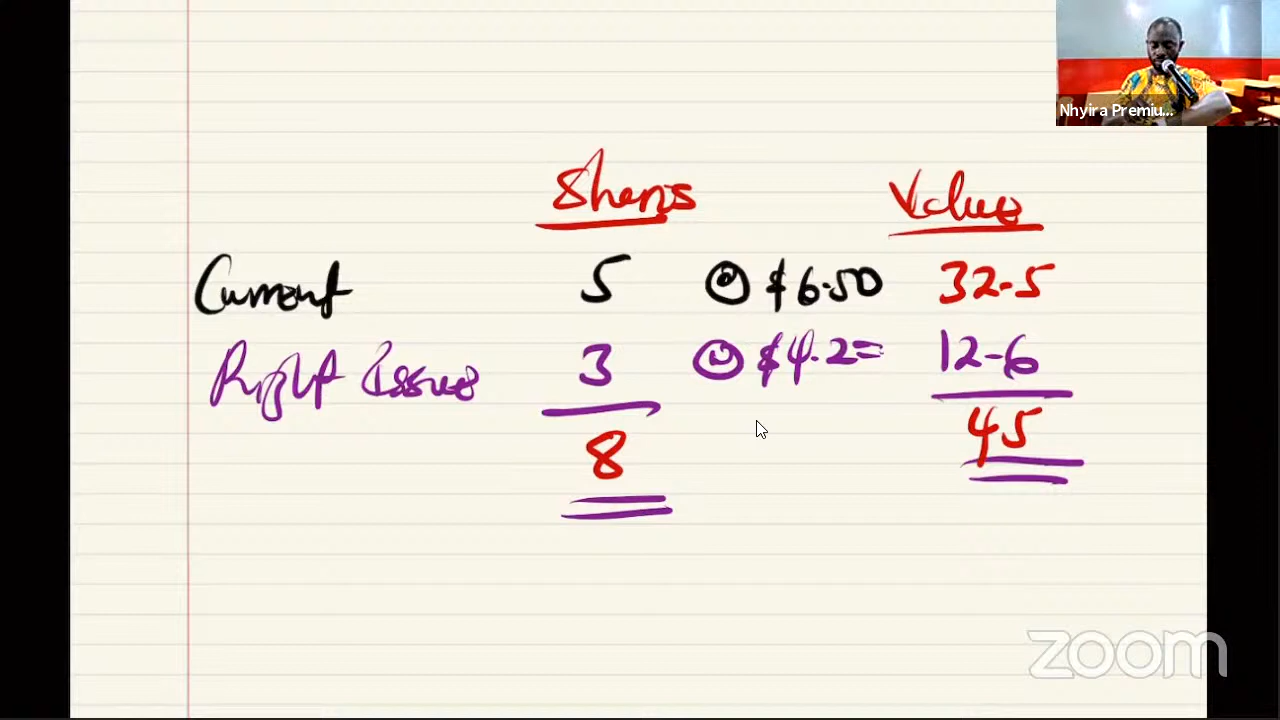 Nhyira Premiu...
Shares Value
Current 5 @ $6.50 32.5
Right Issue 3 @ $4.2= 12.6
8 45
zoom